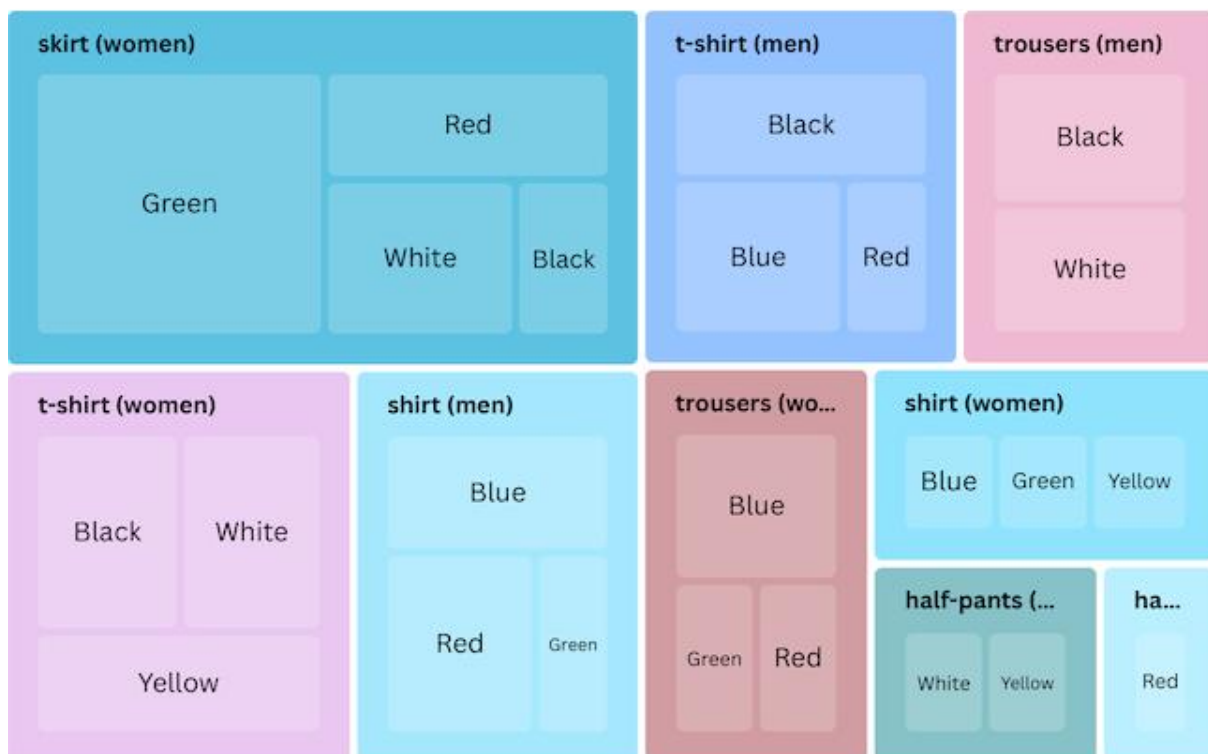 skirt (women)
Green
Red
White
Black
t-shirt (men)
Black
Blue
Red
trousers (men)
Black
White
t-shirt (women)
Black
White
Yellow
shirt (men)
Blue
Red
Green
trousers (wo...
Blue
Green
Red
shirt (women)
Blue
Green
Yellow
half-pants (...
White
Yellow
ha...
Red